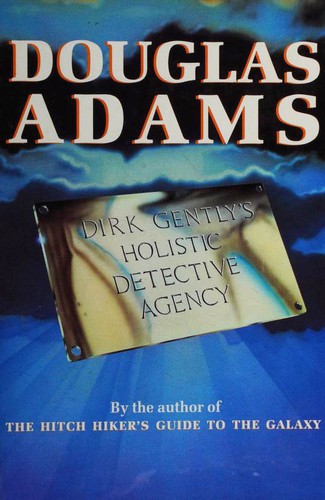 DOUGLAS
ADAMS
DIRK GENTLY'S
HOLISTIC
DETECTIVE
AGENCY
By the author of
THE HITCH HIKER'S GUIDE TO THE GALAXY